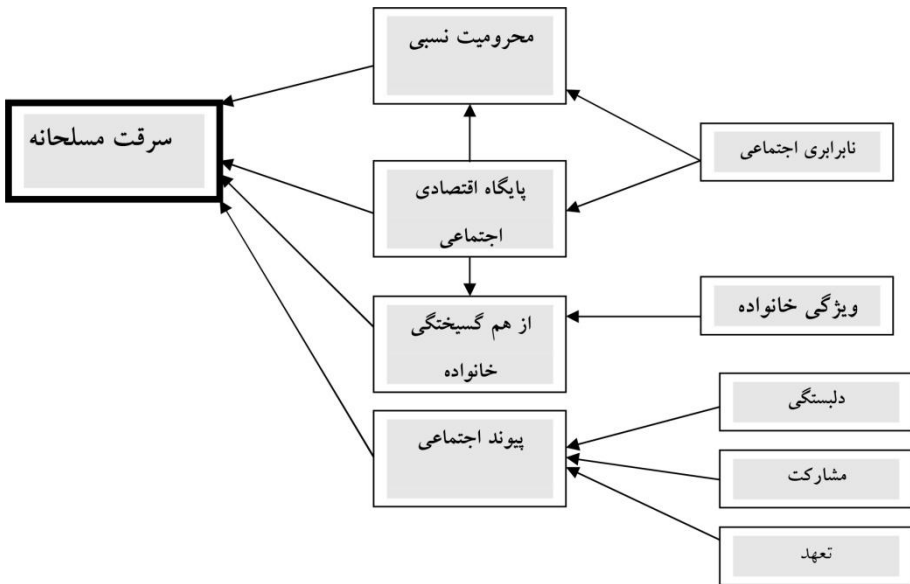 محرومیت نسبی
سرقت مسلحانه
نابرابری اجتماعی
پایگاه اقتصادی
اجتماعی
ویژگی خانواده
از هم گسیختگی
خانواده
دلبستگی
پیوند اجتماعی
مشارکت
تعهد